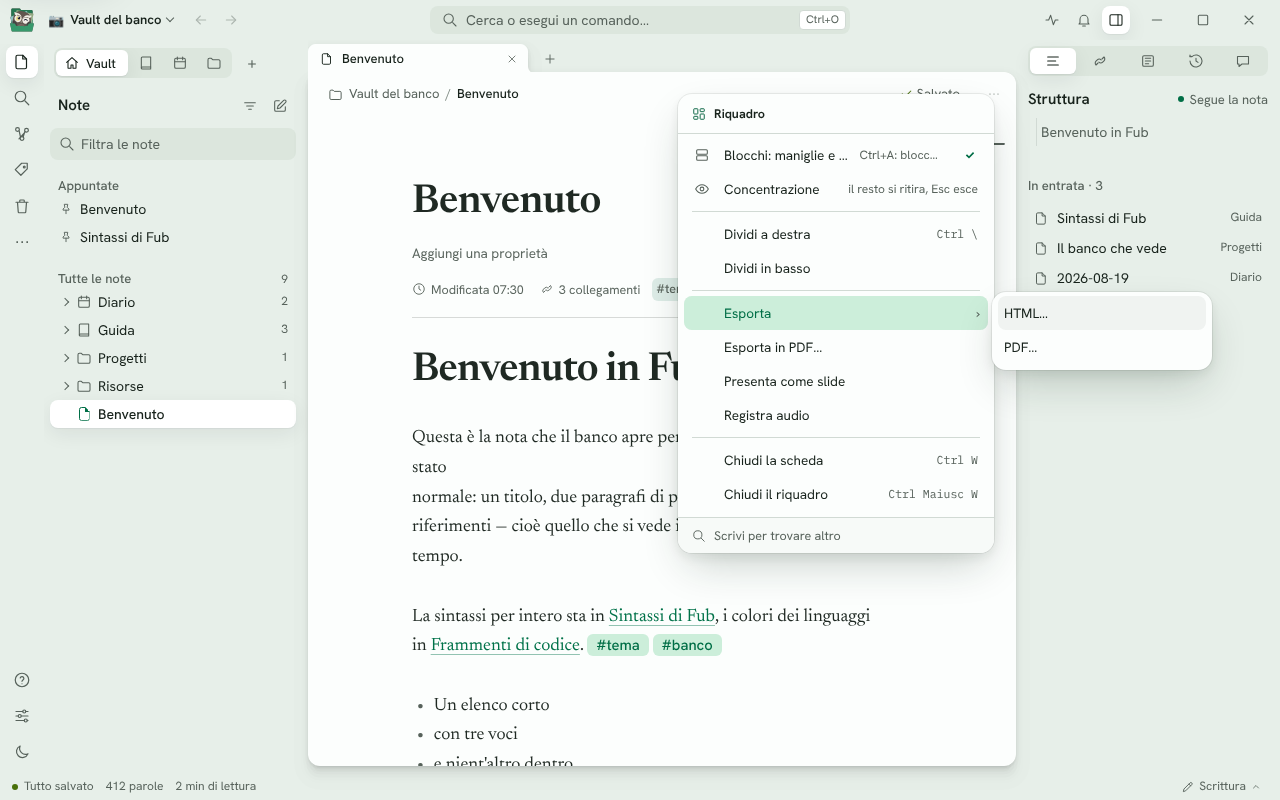 Vault del banco
Cerca o esegui un comando...
Ctrl+O
Vault
Note
Filtra le note
Appuntate
Benvenuto
Sintassi di Fub
Tutte le note 9
Diario 2
Guida 3
Progetti 1
Risorse 1
Benvenuto
Benvenuto
Vault del banco / Benvenuto
Salvato
Benvenuto
Aggiungi una proprietà
Modificata 07:30 3 collegamenti
Benvenuto in
Questa è la nota che il banco apre
stato
normale: un titolo, due paragrafi di
riferimenti — cioè quello che si vede
tempo.
La sintassi per intero sta in Sintassi di Fub, i colori dei linguaggi
in Frammenti di codice. #tema #banco
• Un elenco corto
• con tre voci
• e nient'altro dentro
Riquadro
Blocchi: maniglie e ... Ctrl+A: blocc...
Concentrazione il resto si ritira, Esc esce
Dividi a destra Ctrl \
Dividi in basso
Esporta ›
Esporta in PDF...
Presenta come slide
Registra audio
Chiudi la scheda Ctrl W
Chiudi il riquadro Ctrl Maiusc W
Scrivi per trovare altro
HTML...
PDF...
Struttura
Segue la nota
Benvenuto in Fub
In entrata · 3
Sintassi di Fub Guida
Il banco che vede Progetti
2026-08-19 Diario
Tutto salvato 412 parole 2 min di lettura
Scrittura